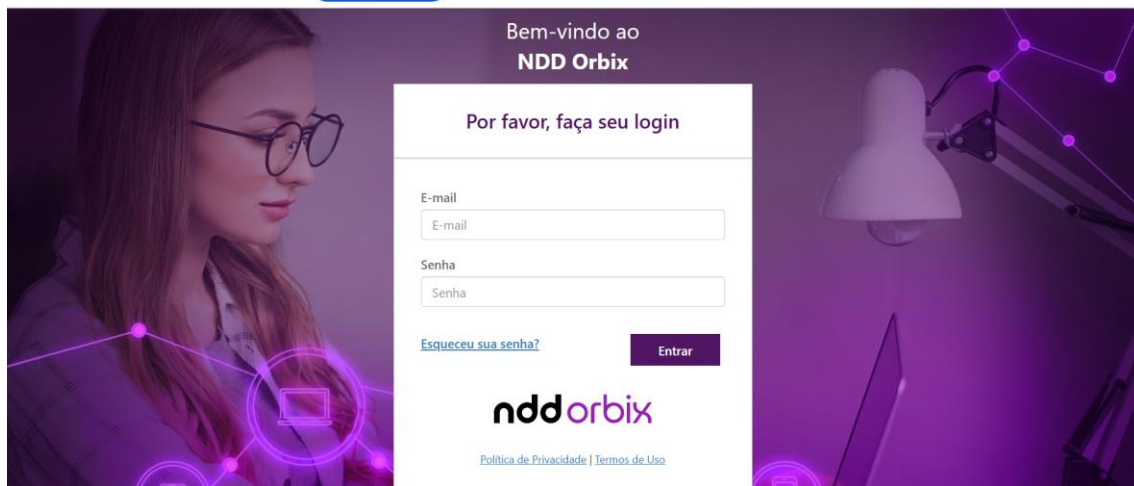 Bem-vindo ao
NDD Orbix
Por favor, faça seu login
E-mail
E-mail
Senha
Senha
Esqueceu sua senha?
Entrar
nddorbix
Política de Privacidade | Termos de Uso